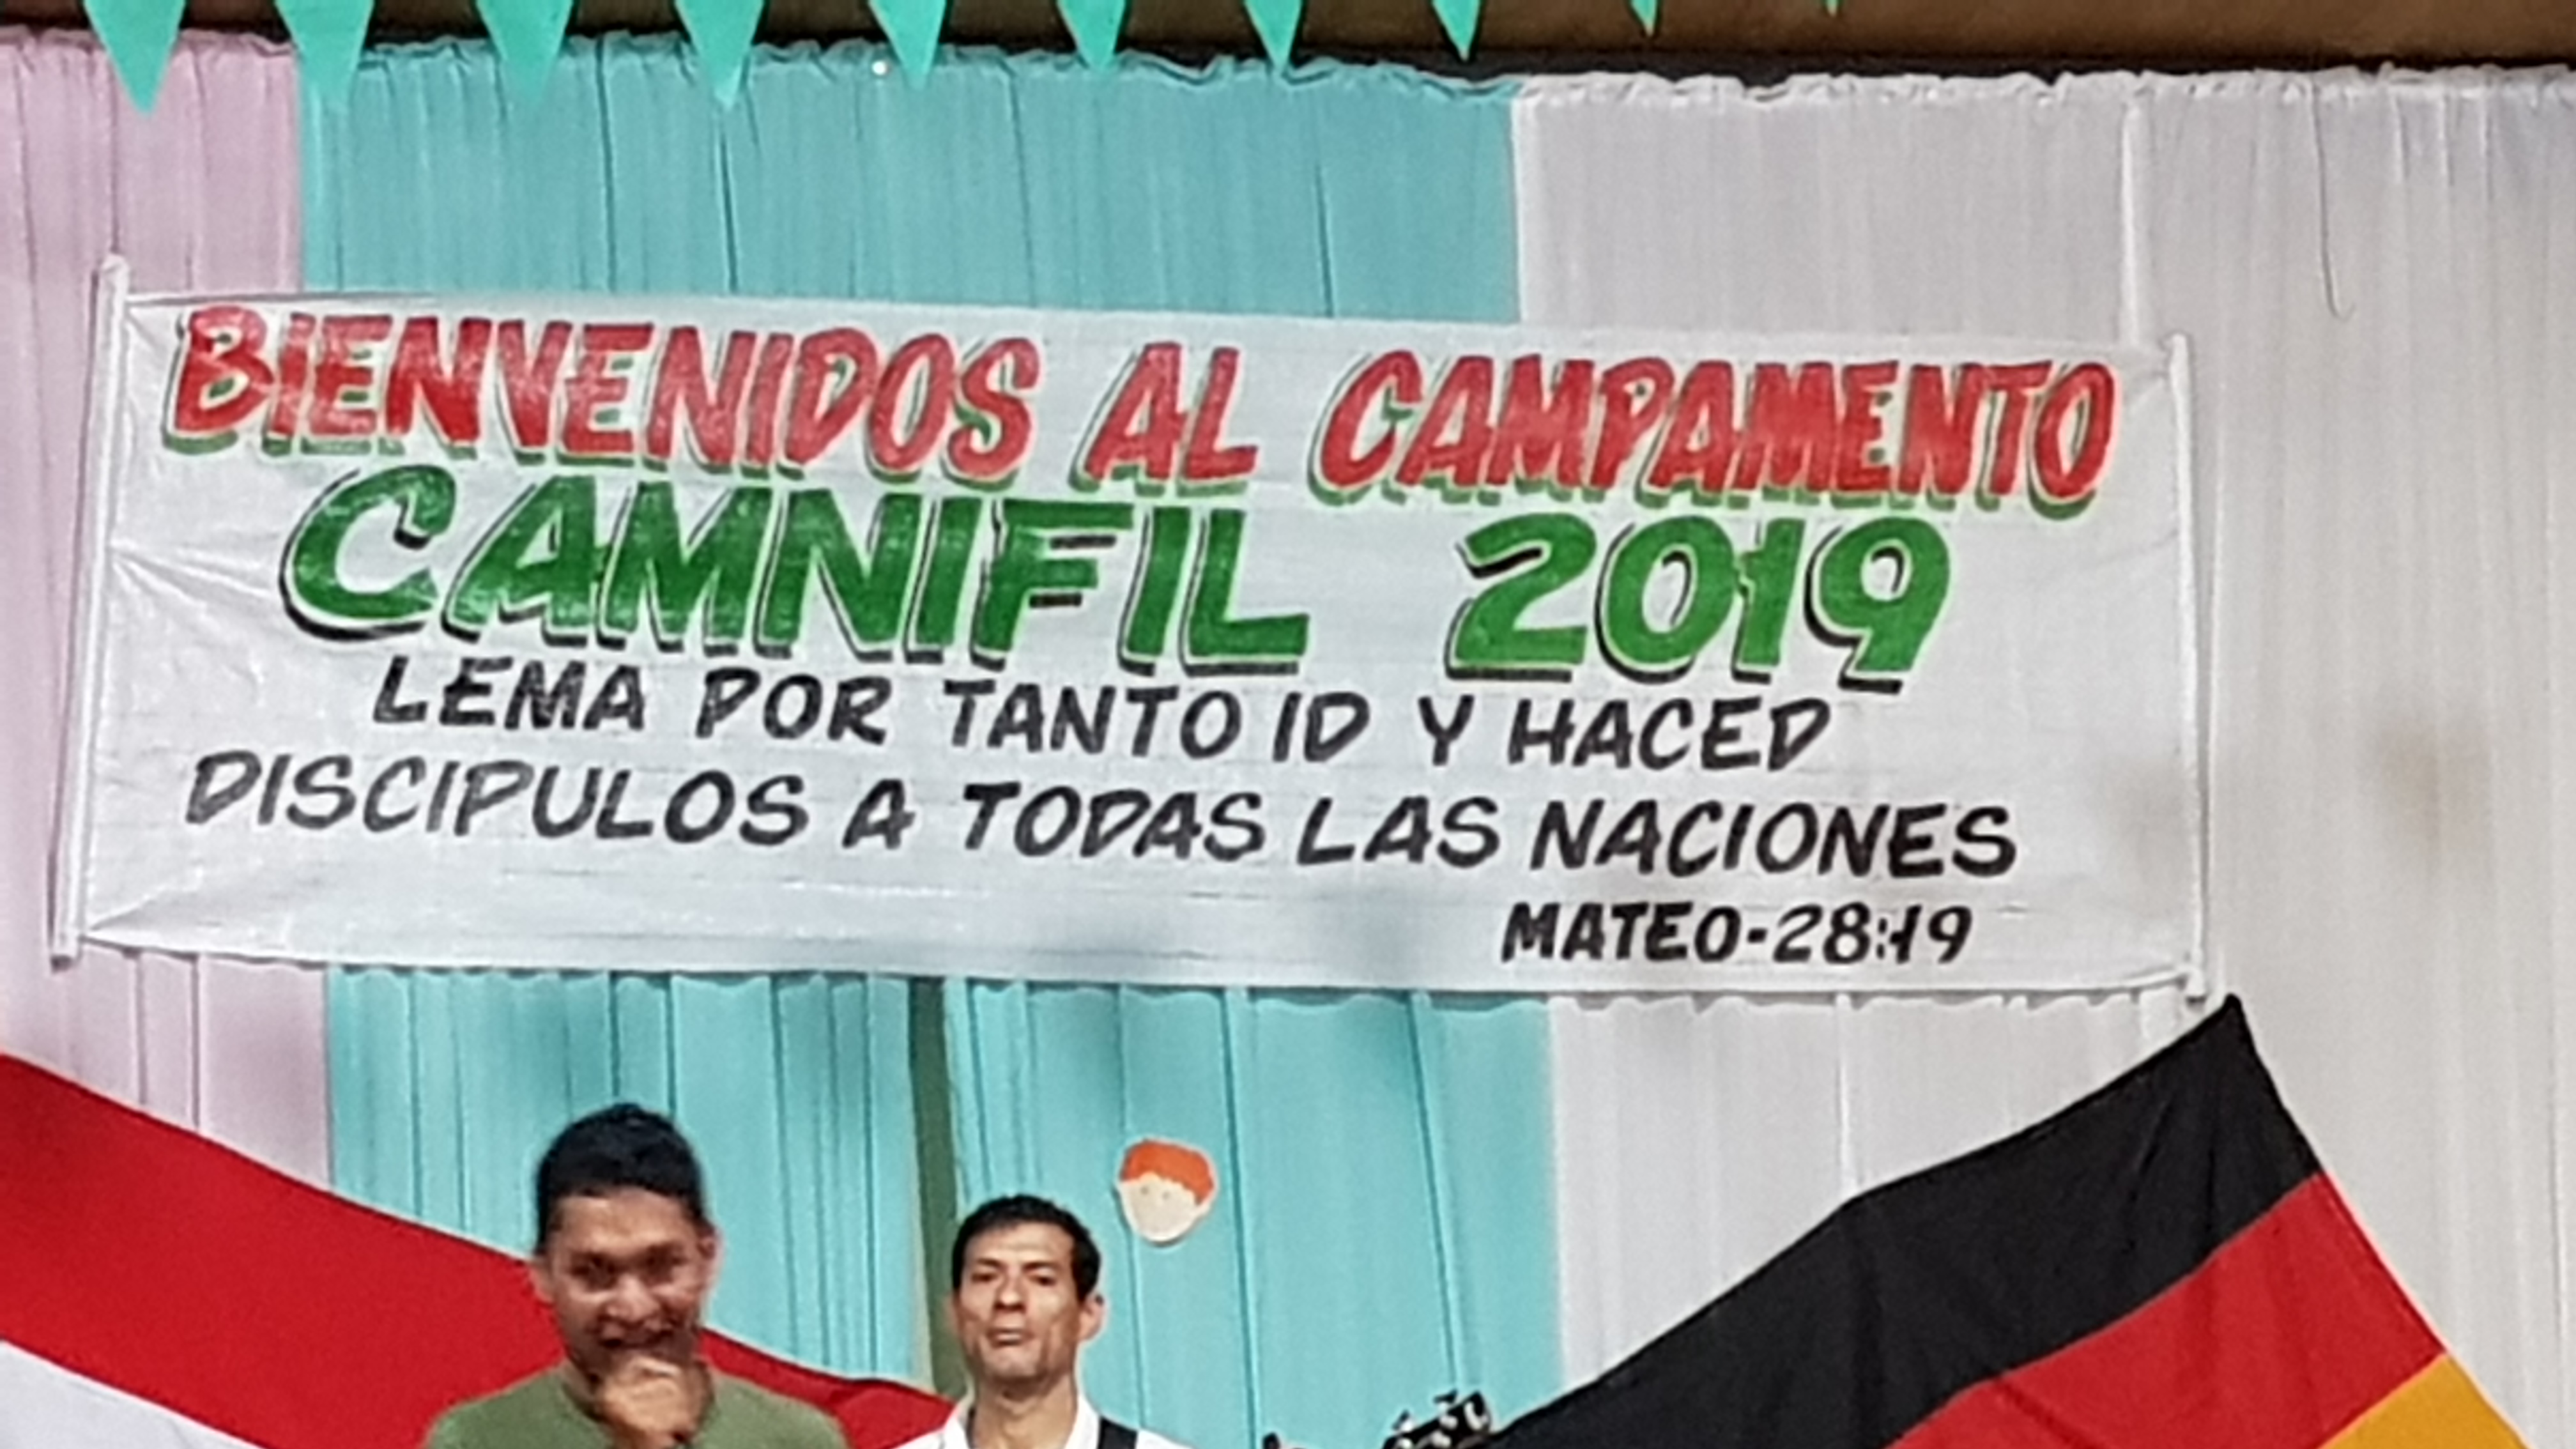 BIENVENIDOS AL CAMPAMENTO
CAMNIFIL 2019
LEMA POR TANTO ID Y HACED
DISCIPULOS A TODAS LAS NACIONES
MATEO-28:19